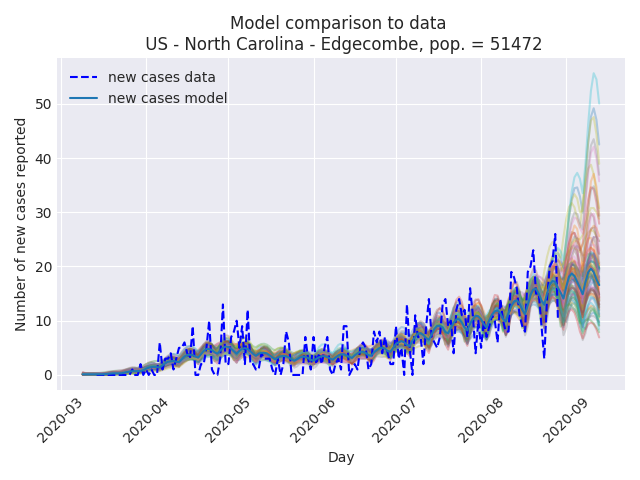 Model comparison to data
US - North Carolina - Edgecombe, pop. = 51472
new cases data
new cases model
Number of new cases reported
50
40
30
20
10
0
2020-03
2020-04
2020-05
2020-06
2020-07
2020-08
2020-09
Day